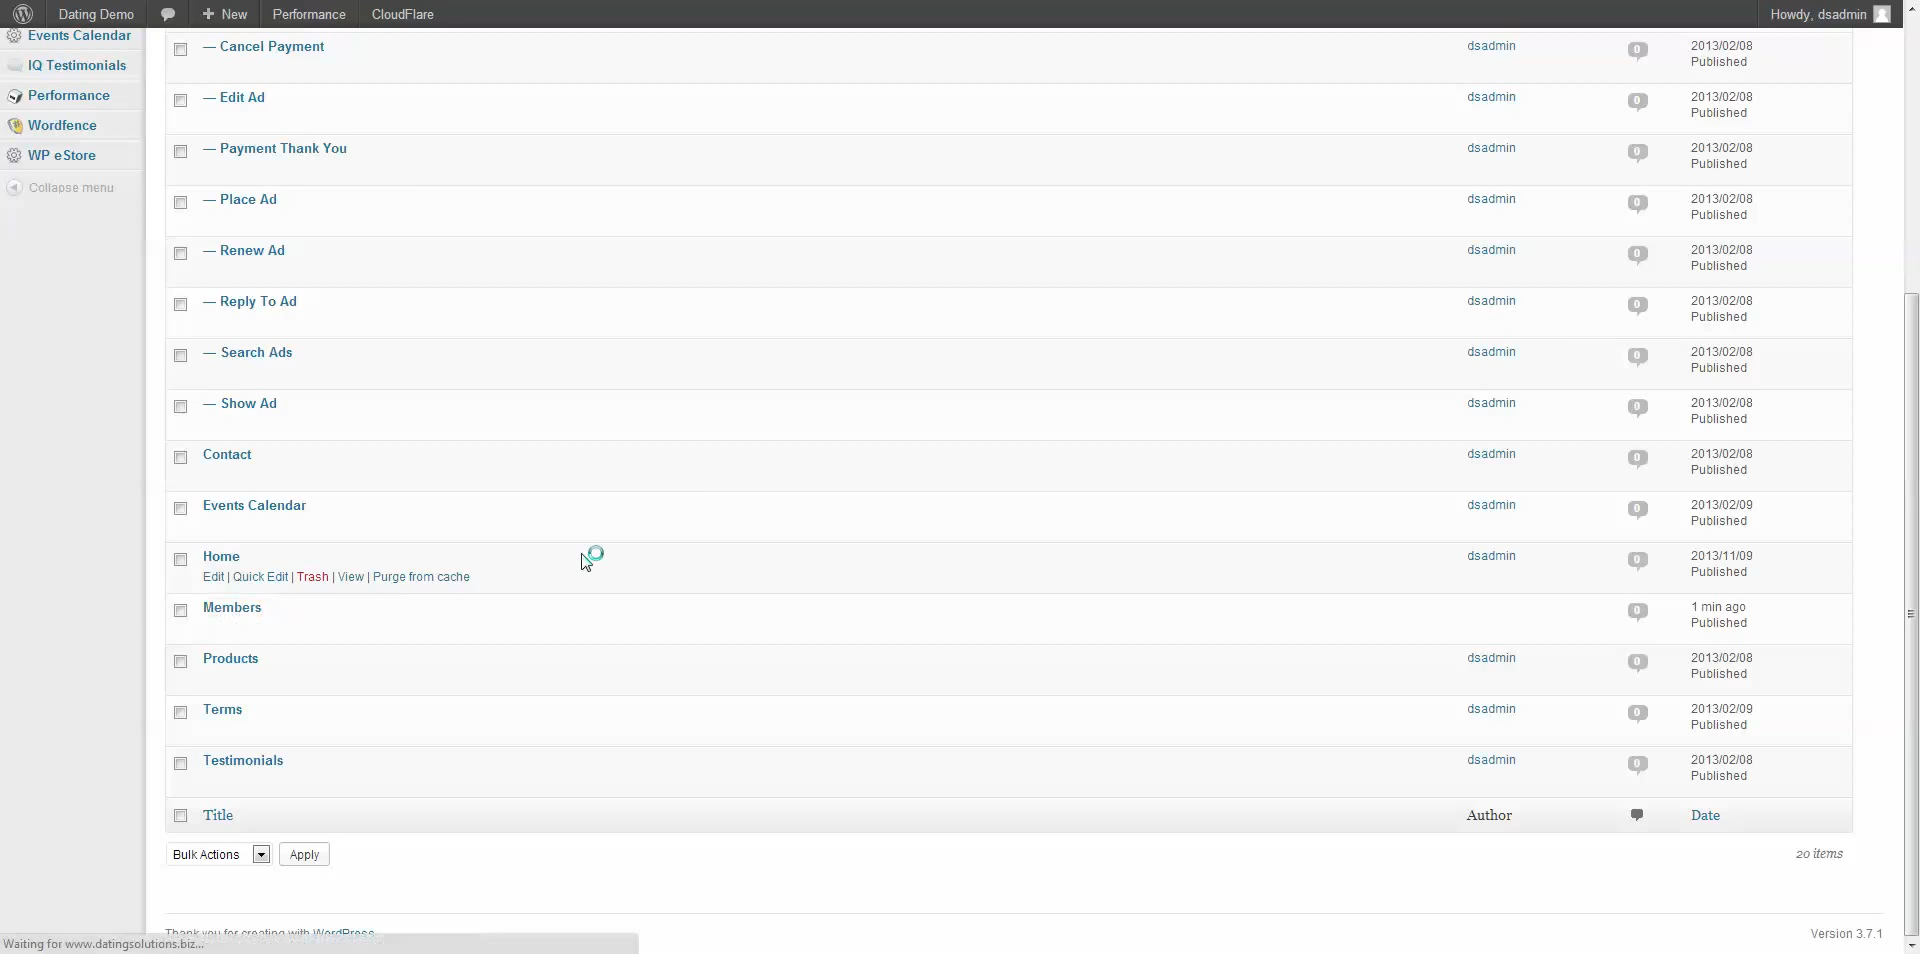 Dating Demo New Performance CloudFlare Howdy, dsadmin
Events Calendar
IQ Testimonials
Performance
Wordfence
WP eStore
Collapse menu
— Cancel Payment dsadmin 0 2013/02/08
Published
— Edit Ad dsadmin 0 2013/02/08
Published
— Payment Thank You dsadmin 0 2013/02/08
Published
— Place Ad dsadmin 0 2013/02/08
Published
— Renew Ad dsadmin 0 2013/02/08
Published
— Reply To Ad dsadmin 0 2013/02/08
Published
— Search Ads dsadmin 0 2013/02/08
Published
— Show Ad dsadmin 0 2013/02/08
Published
Contact dsadmin 0 2013/02/08
Published
Events Calendar dsadmin 0 2013/02/09
Published
Home dsadmin 0 2013/11/09
Published
Edit | Quick Edit | Trash | View | Purge from cache
Members 0 1 min ago
Published
Products dsadmin 0 2013/02/08
Published
Terms dsadmin 0 2013/02/09
Published
Testimonials dsadmin 0 2013/02/08
Published
Title Author Date
Bulk Actions Apply 20 items
Thank you for creating with WordPress. Version 3.7.1
Waiting for www.datingsolutions.biz...